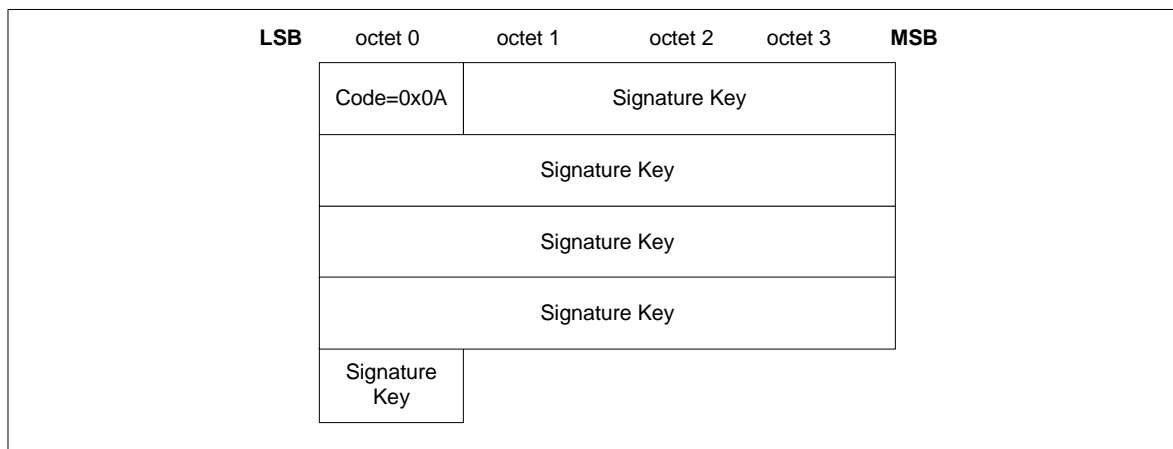 LSB octet 0 octet 1 octet 2 octet 3 MSB
Code=0x0A Signature Key
Signature Key
Signature Key
Signature Key
Signature
Key